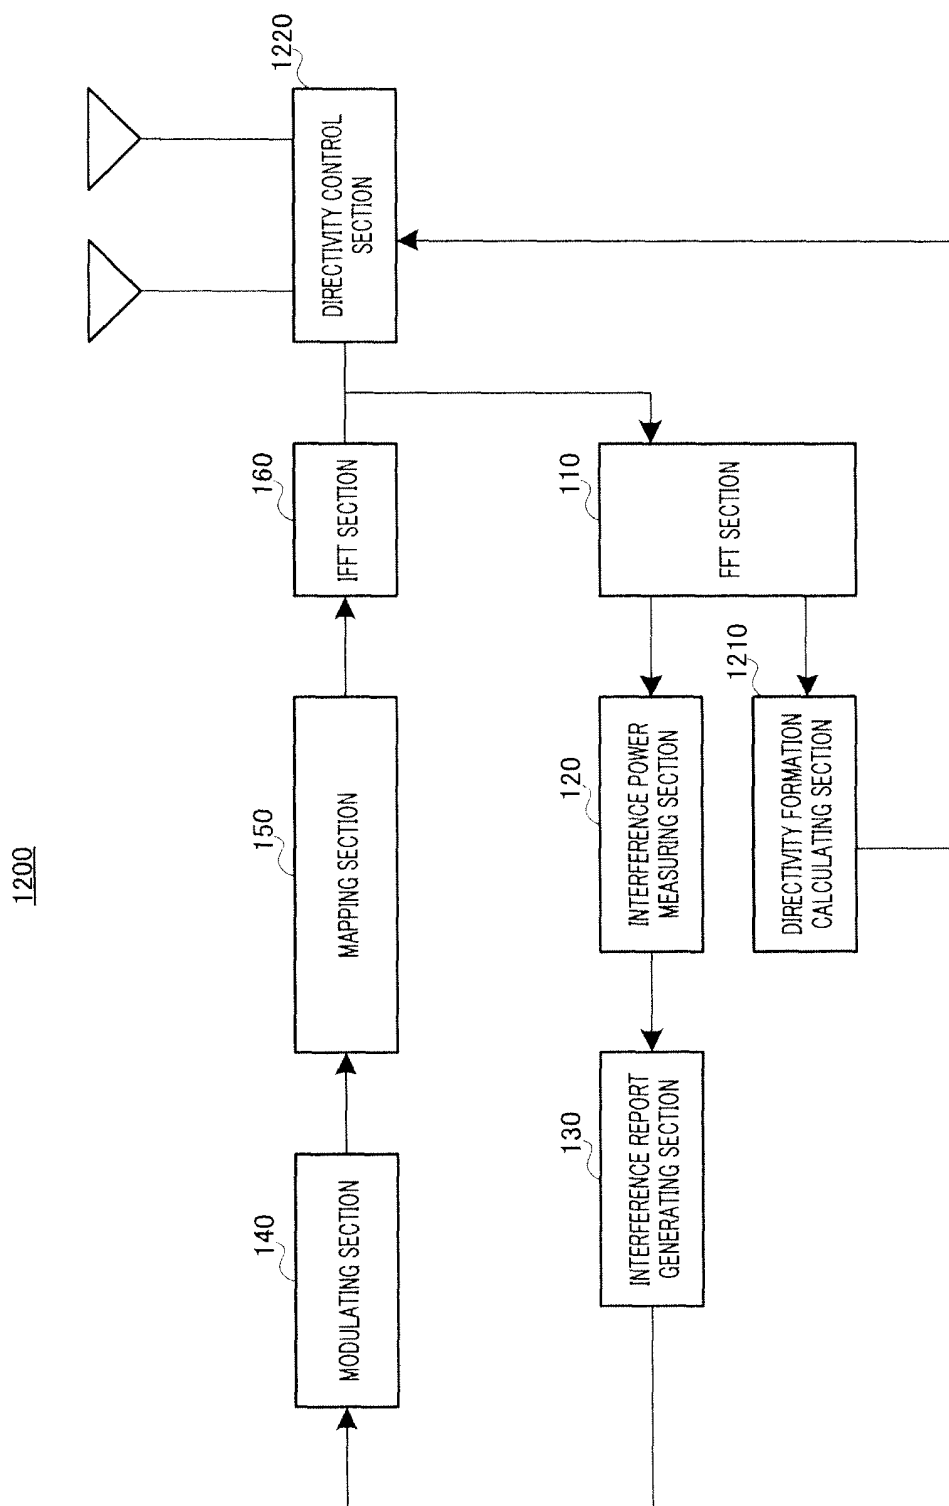 1200
140
MODULATING SECTION
150
MAPPING SECTION
160
IFFT SECTION
1220
DIRECTIVITY CONTROL
SECTION
130
INTERFERENCE REPORT
GENERATING SECTION
120
INTERFERENCE POWER
MEASURING SECTION
110
FFT SECTION
1210
DIRECTIVITY FORMATION
CALCULATING SECTION